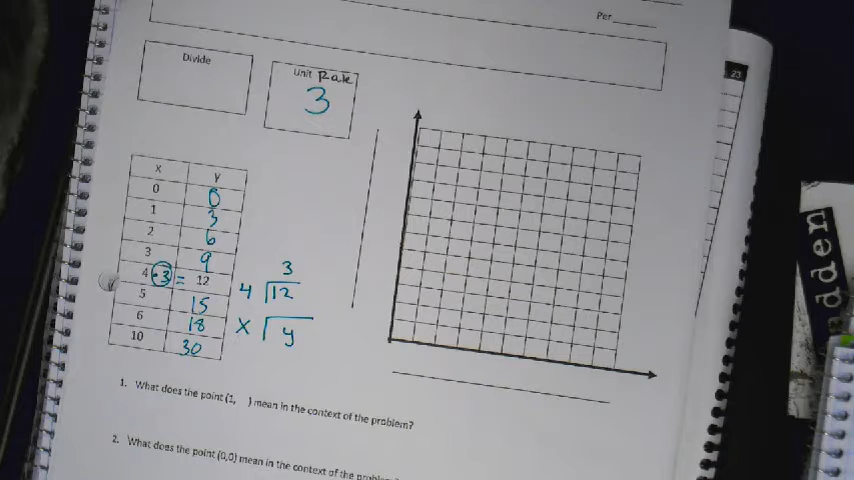 Per
23
Divide
Unit Rate
3
x y
0 0
1 3
2 6
3 9
4 · 3 = 12
5 15
6 18
10 30
3
4 12
x y
1. What does the point (1, ) mean in the context of the problem?
2. What does the point (0,0) mean in the context of the
dden